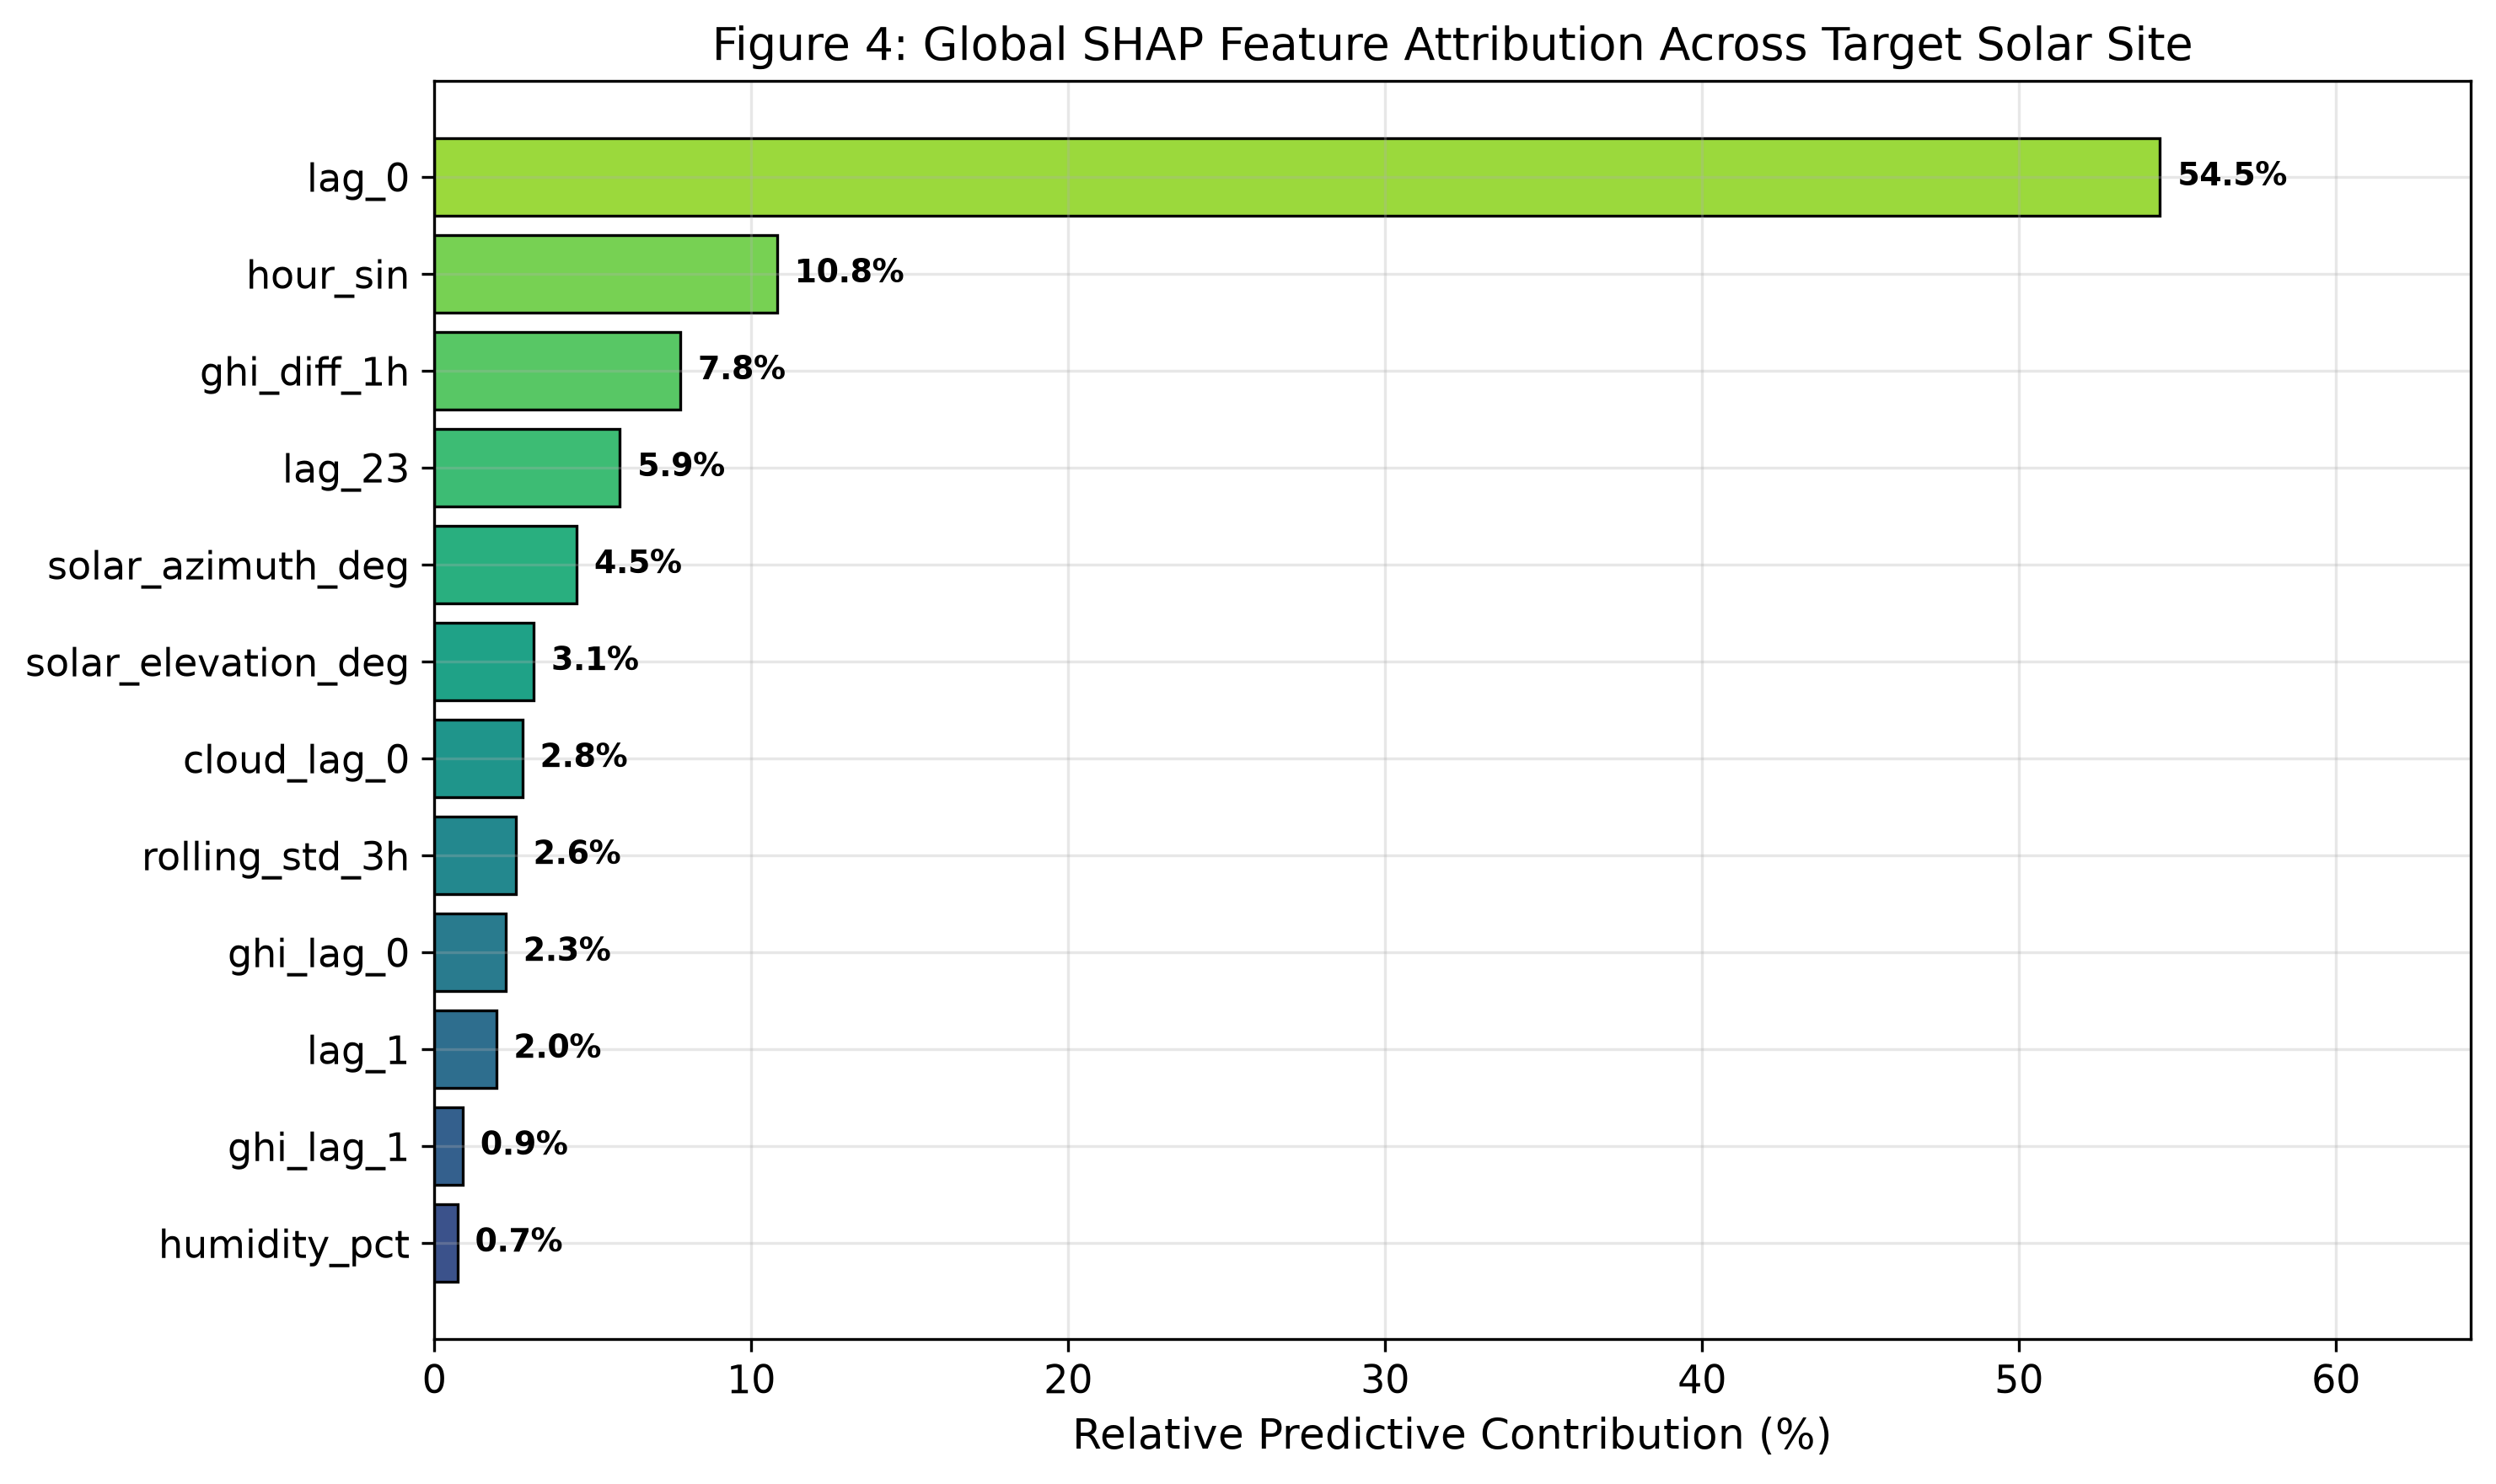 Figure 4: Global SHAP Feature Attribution Across Target Solar Site
lag_0 54.5%
hour_sin 10.8%
ghi_diff_1h 7.8%
lag_23 5.9%
solar_azimuth_deg 4.5%
solar_elevation_deg 3.1%
cloud_lag_0 2.8%
rolling_std_3h 2.6%
ghi_lag_0 2.3%
lag_1 2.0%
ghi_lag_1 0.9%
humidity_pct 0.7%
0 10 20 30 40 50 60
Relative Predictive Contribution (%)